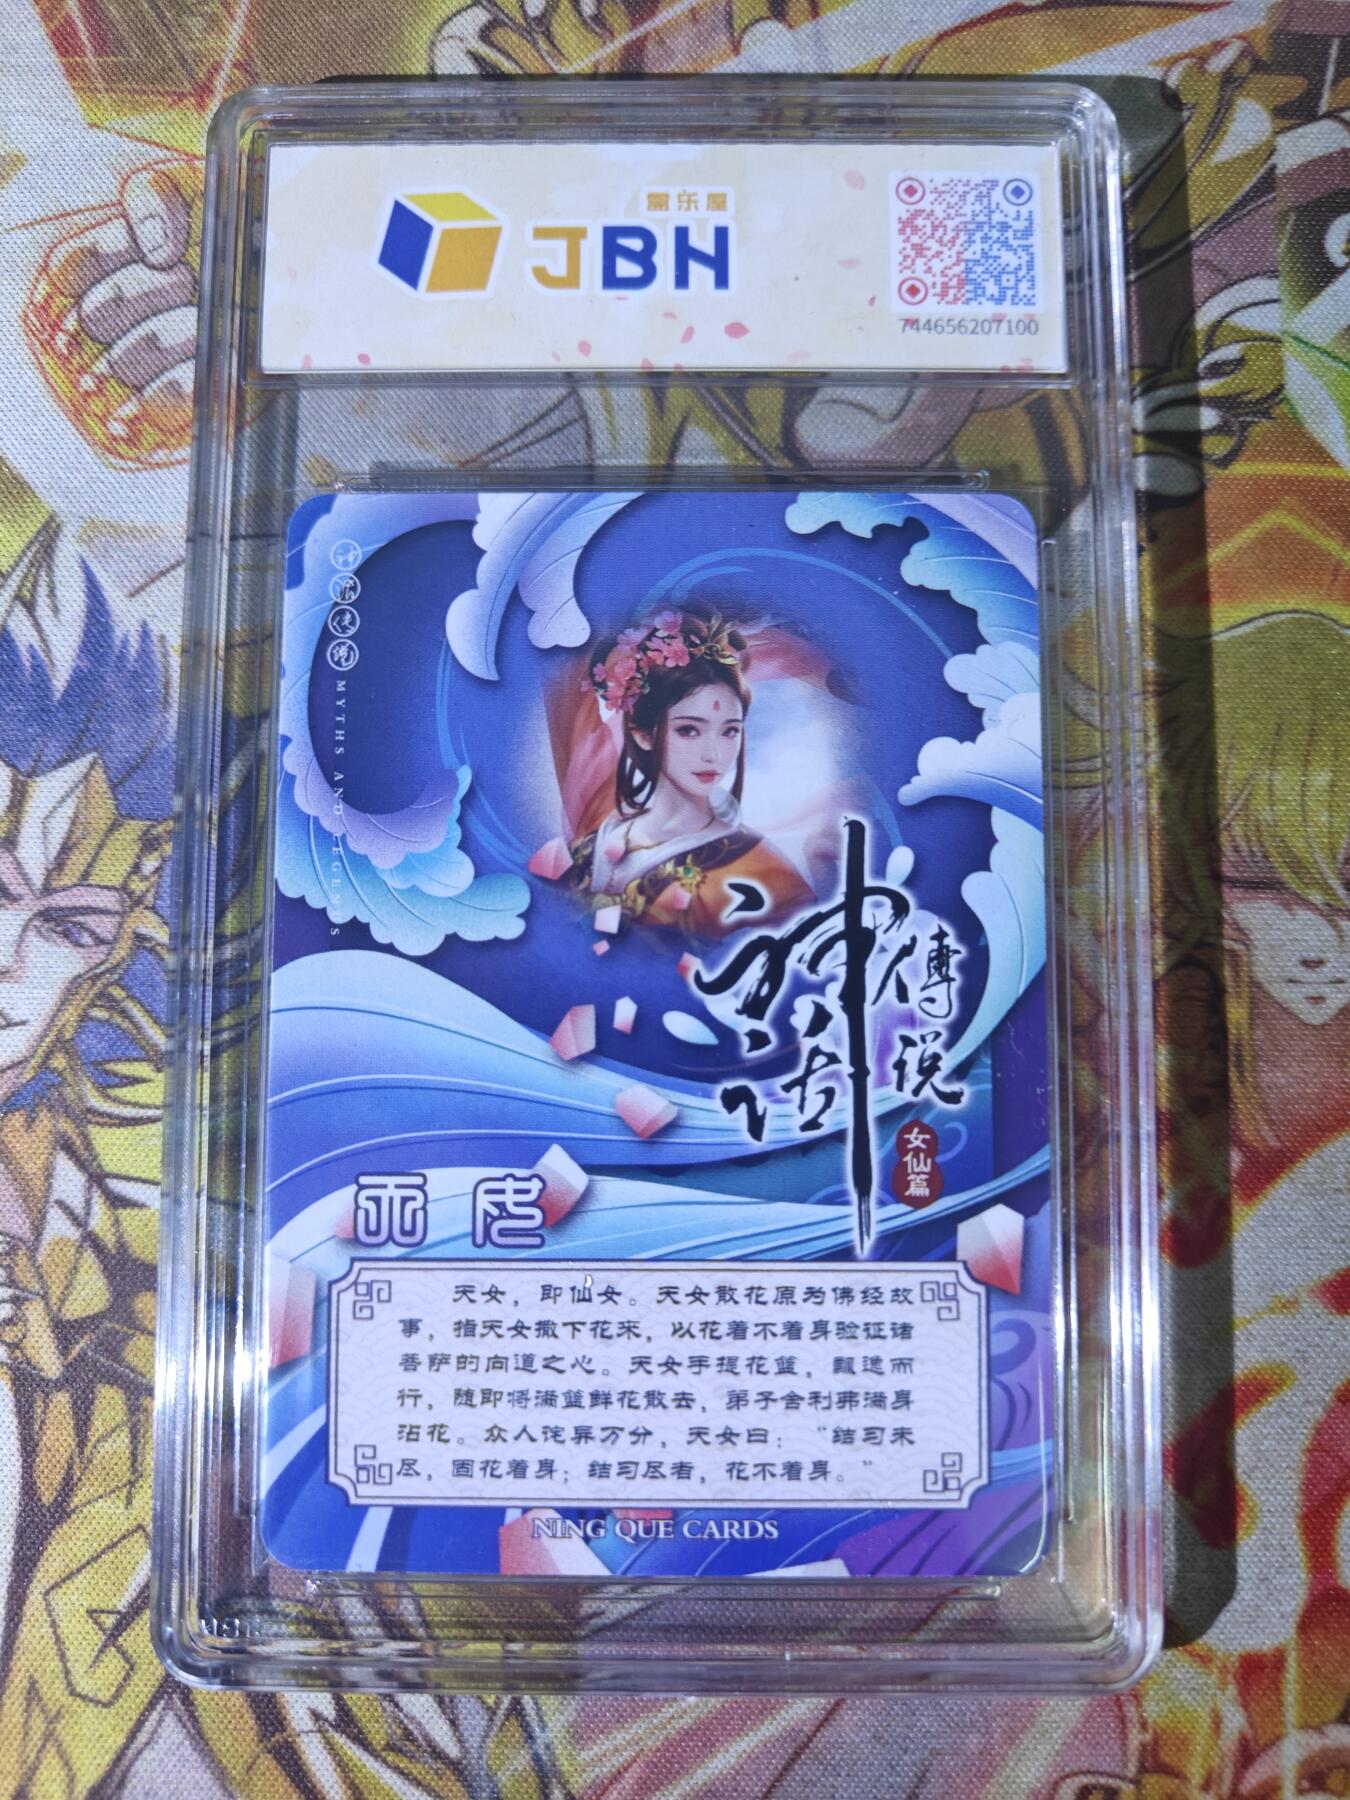 盒乐屋
JBH
744656207100
神话传说
MYTHS AND LEGENDS
神话
傳
说
女仙篇
天女
天女，即仙女。天女散花原为佛经故
事，指天女撒下花来，以花着不着身验证诸
菩萨的向道之心。天女手提花篮，飘逸而
行，随即将满篮鲜花散去，弟子舍利弗满身
沾花。众人诧异万分，天女曰：“结习未
尽，固花着身；结习尽者，花不着身。”
NING QUE CARDS